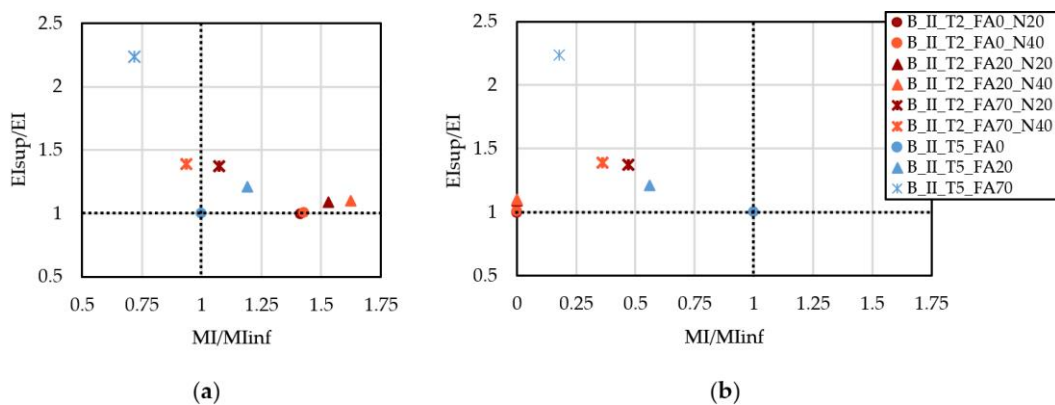 EIsup/EI
2.5
2
1.5
1
0.5
0.5 0.75 1 1.25 1.5 1.75
MI/MIinf
(a)
EIsup/EI
2.5
2
1.5
1
0.5
0 0.25 0.5 0.75 1 1.25 1.5 1.75
MI/MIinf
(b)
B_II_T2_FA0_N20
B_II_T2_FA0_N40
B_II_T2_FA20_N20
B_II_T2_FA20_N40
B_II_T2_FA70_N20
B_II_T2_FA70_N40
B_II_T5_FA0
B_II_T5_FA20
B_II_T5_FA70